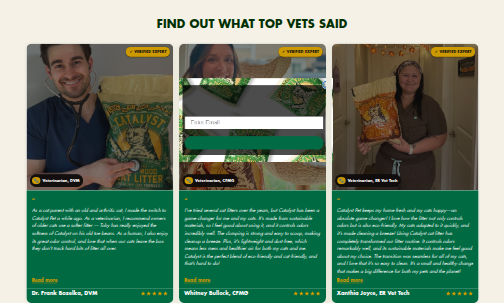 FIND OUT WHAT TOP VETS SAID
✓ VERIFIED EXPERT
✓ VERIFIED EXPERT
✓ VERIFIED EXPERT
CATALYST
CAT LITTER
Enter Email
Veterinarian, DVM
Veterinarian, CFMG
Veterinarian, ER Vet Tech
As a cat parent with an old and arthritic cat, I made the switch to
Catalyst Pet a while ago. As a veterinarian, I recommend owners
of older cats use a softer litter — Toby has really enjoyed the
softness of Catalyst on his old toe beans. As a human, I also enjoy
its great odor control, and love that when our cats leave the box
they don't track hard bits of litter all over.
Read more
Dr. Frank Bozelka, DVM
★★★★★
I've tried several cat litters over the years, but Catalyst has been a
game-changer for me and my cats. It's made from sustainable
materials, so I feel good about using it, and it controls odors
incredibly well. The clumping is strong and easy to scoop, making
cleanup a breeze. Plus, it's lightweight and dust free, which
means less mess and healthier air for both my cats and me
Catalyst is the perfect blend of eco-friendly and cat-friendly, and
that's hard to do!
Read more
Whitney Bullock, CFMG
★★★★★
Catalyst Pet keeps my home fresh and my cats happy—an
absolute game-changer! I love how the litter not only controls
odors but is also eco-friendly. My cats adapted to it quickly, and
it's made cleaning a breeze! Using Catalyst cat litter has
completely transformed our litter routine. It controls odors
remarkably well, and its sustainable materials make me feel good
about my choice. The transition was seamless for all of my cats,
and I love that it's so easy to clean. It's a small and healthy change
that makes a big difference for both my pets and the planet!
Read more
Xanthia Joyce, ER Vet Tech
★★★★★